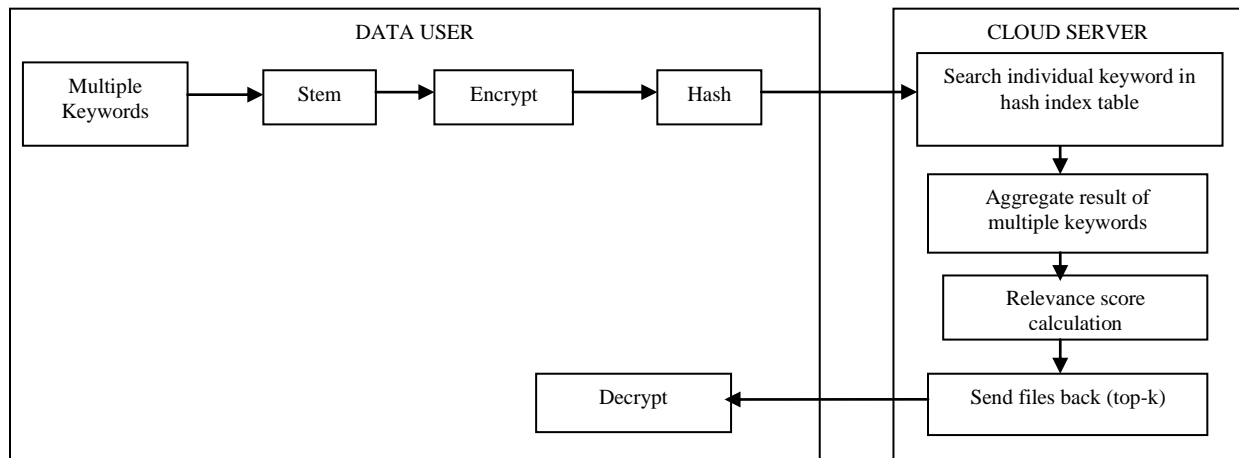 DATA USER
CLOUD SERVER
Multiple
Keywords
Stem
Encrypt
Hash
Search individual keyword in
hash index table
Aggregate result of
multiple keywords
Relevance score
calculation
Decrypt
Send files back (top-k)